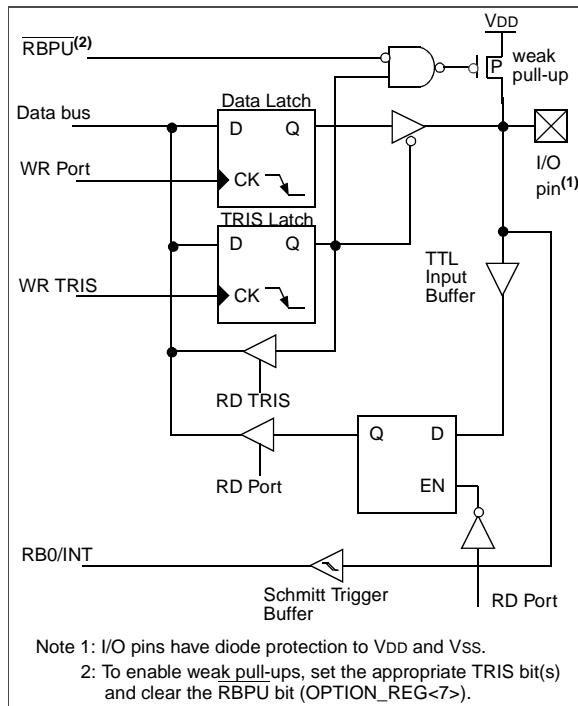 VDD
RBPU(2)
weak
pull-up
P
Data Latch
Data bus
D Q
I/O
pin(1)
WR Port
CK
TRIS Latch
D Q
TTL
Input
Buffer
WR TRIS
CK
RD TRIS
Q D
EN
RD Port
RB0/INT
Schmitt Trigger
Buffer
RD Port
Note 1: I/O pins have diode protection to VDD and VSS.
2: To enable weak pull-ups, set the appropriate TRIS bit(s)
and clear the RBPU bit (OPTION_REG<7>).